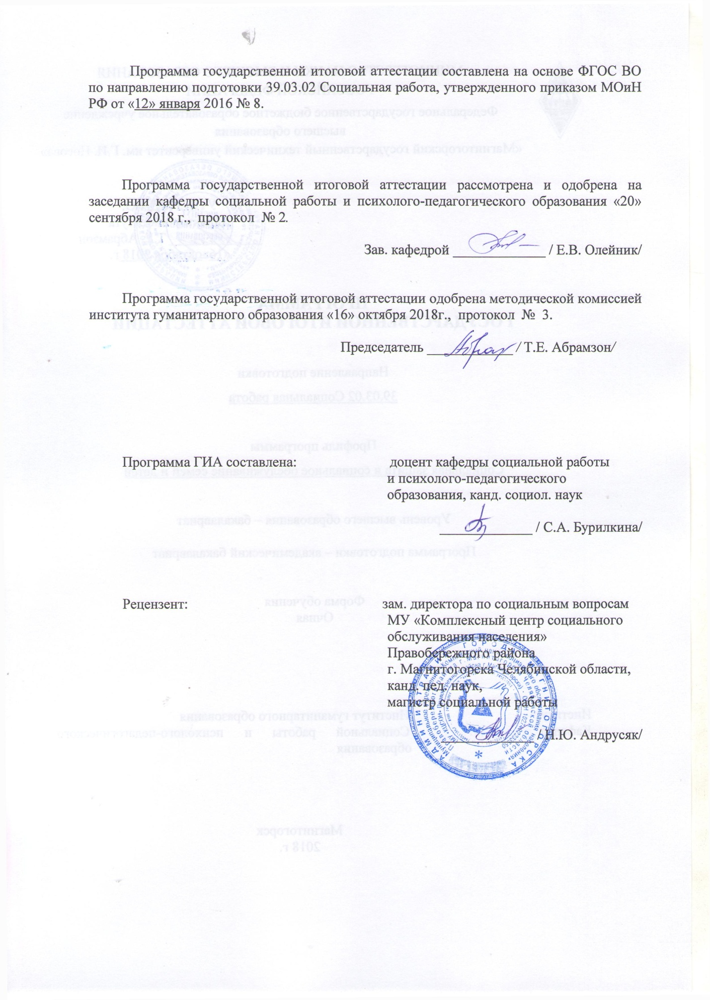 Программа государственной итоговой аттестации составлена на основе ФГОС ВО
по направлению подготовки 39.03.02 Социальная работа, утвержденного приказом МОиН
РФ от «12» января 2016 № 8.
Программа государственной итоговой аттестации рассмотрена и одобрена на
заседании кафедры социальной работы и психолого-педагогического образования «20»
сентября 2018 г., протокол № 2.
Зав. кафедрой ______________ / Е.В. Олейник/
Программа государственной итоговой аттестации одобрена методической комиссией
института гуманитарного образования «16» октября 2018г., протокол № 3.
Председатель _____________ / Т.Е. Абрамзон/
Программа ГИА составлена: доцент кафедры социальной работы
и психолого-педагогического
образования, канд. социол. наук
______________ / С.А. Бурилкина/
Рецензент: зам. директора по социальным вопросам
МУ «Комплексный центр социального
обслуживания населения»
Правобережного района
г. Магнитогорска Челябинской области,
канд. пед. наук,
магистр социальной работы
______________ / Н.Ю. Андрусяк/
АДМИНИСТРАЦИЯ ГОРОДА МАГНИТОГОРСКА